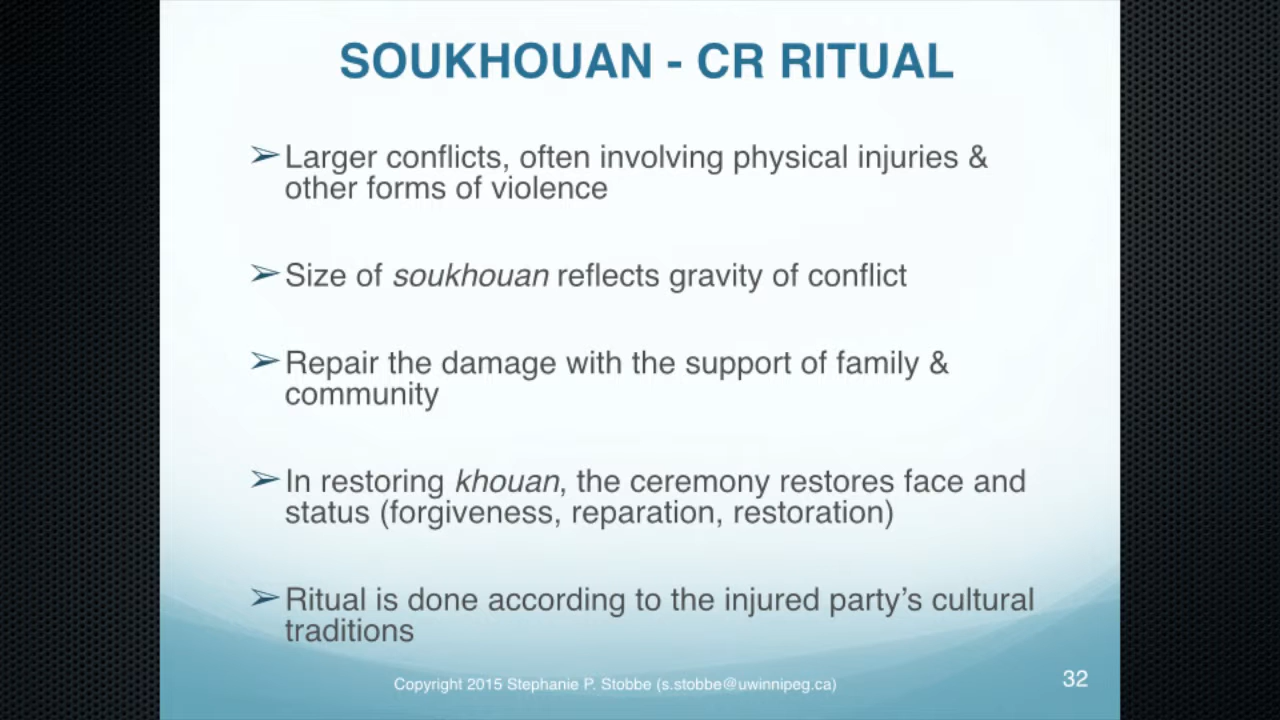 SOUKHOUAN - CR RITUAL
➢Larger conflicts, often involving physical injuries &
other forms of violence
➢Size of soukhouan reflects gravity of conflict
➢Repair the damage with the support of family &
community
➢In restoring khouan, the ceremony restores face and
status (forgiveness, reparation, restoration)
➢Ritual is done according to the injured party’s cultural
traditions
Copyright 2015 Stephanie P. Stobbe (s.stobbe@uwinnipeg.ca)
32